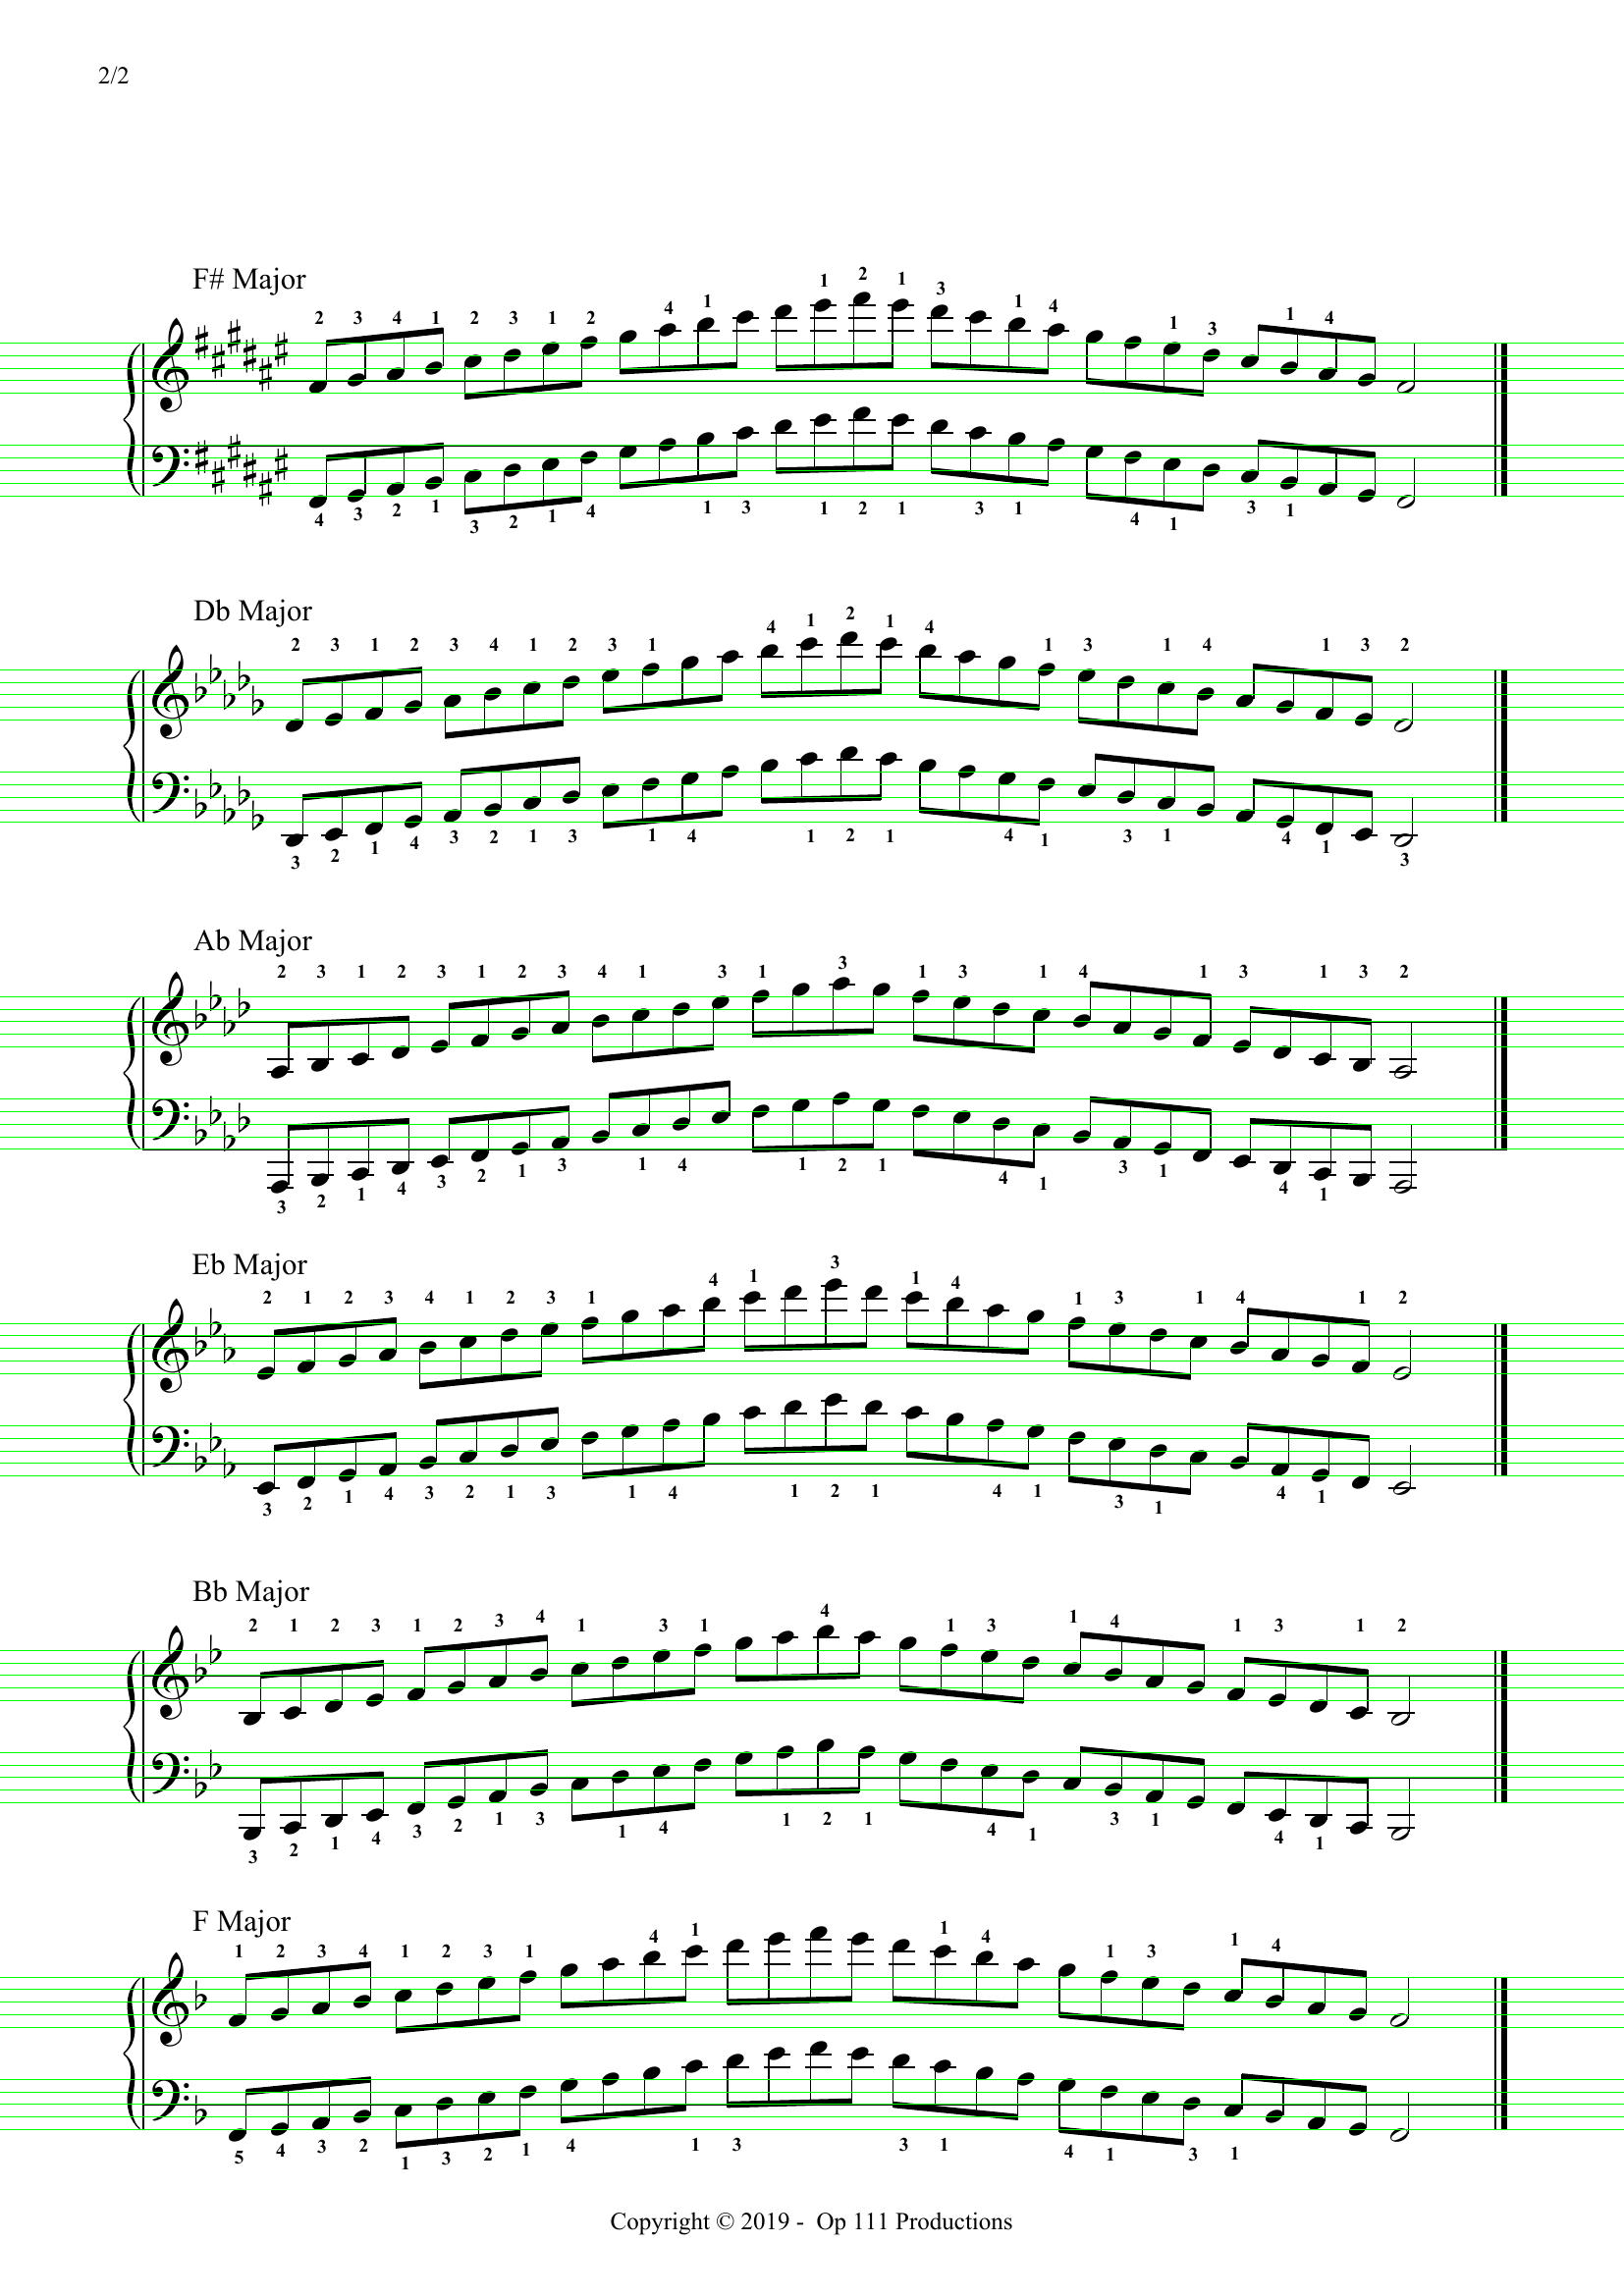 2/2
F# Major
2 3 4 1 2 3 1 2 4 1 1 2 1 3 1 4 1 3 1 4
4 3 2 1 3 2 1 4 1 3 1 2 1 3 1 4 1 3 1
Db Major
2 3 1 2 3 4 1 2 3 1 4 1 2 1 4 1 3 1 4 1 3 2
3 2 1 4 3 2 1 3 1 4 1 2 1 4 1 3 1 4 1 3
Ab Major
2 3 1 2 3 1 2 3 4 1 3 1 3 1 3 1 4 1 3 1 3 2
3 2 1 4 3 2 1 3 1 4 1 2 1 4 1 3 1 4 1
Eb Major
2 1 2 3 4 1 2 3 1 4 1 3 1 4 1 3 1 4 1 2
3 2 1 4 3 2 1 3 1 4 1 2 1 4 1 3 1 4 1
Bb Major
2 1 2 3 1 2 3 4 1 3 1 4 1 3 1 4 1 3 1 2
3 2 1 4 3 2 1 3 1 4 1 2 1 4 1 3 1 4 1
F Major
1 2 3 4 1 2 3 1 4 1 1 4 1 3 1 4
5 4 3 2 1 3 2 1 4 1 3 3 1 4 1 3 1
Copyright © 2019 - Op 111 Productions